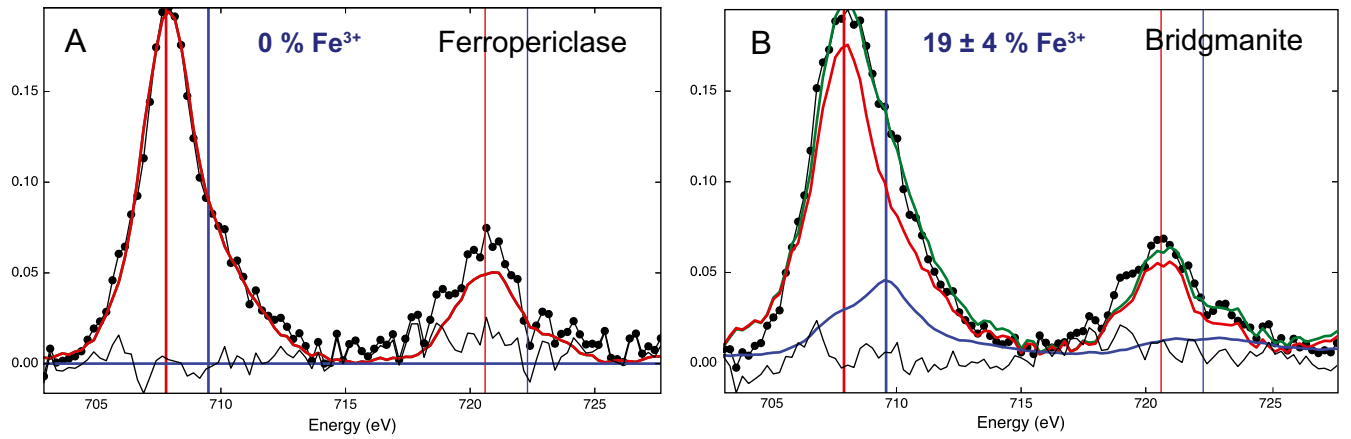 A
0 % Fe³⁺
Ferropericlase
0.15
0.10
0.05
0.00
705
710
715
720
725
Energy (eV)
B
19 ± 4 % Fe³⁺
Bridgmanite
0.15
0.10
0.05
0.00
705
710
715
720
725
Energy (eV)